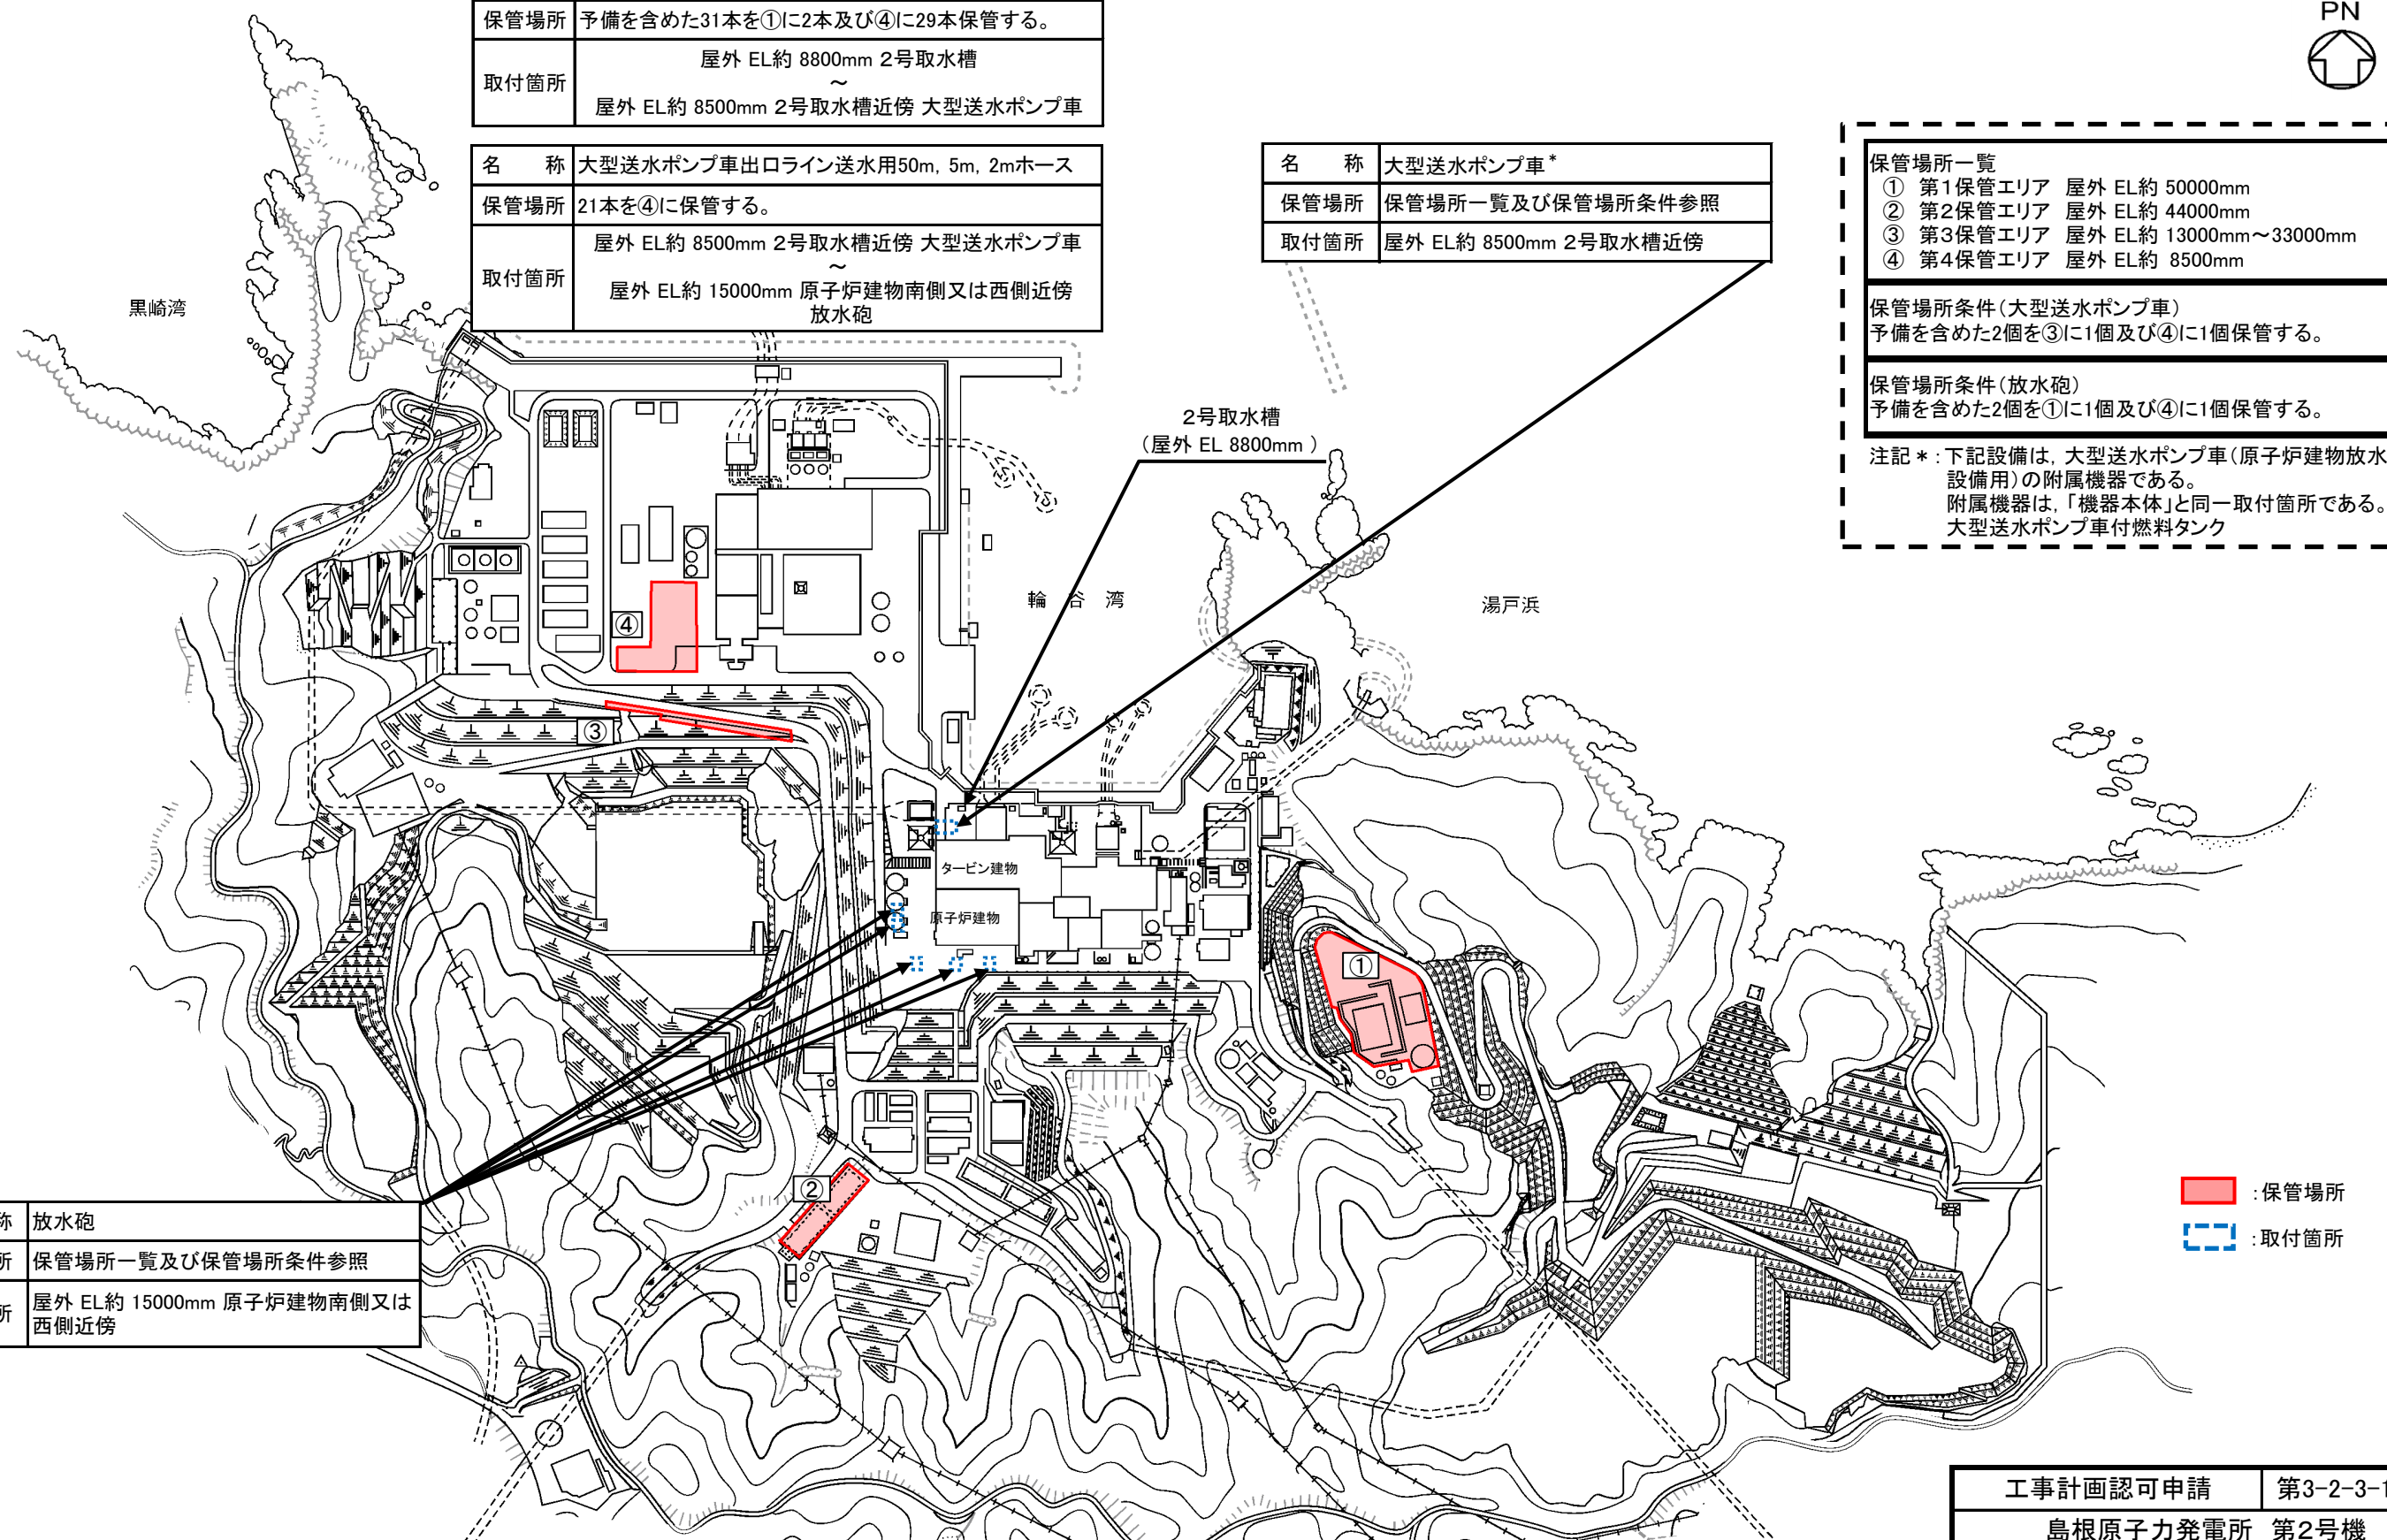 保管場所 予備を含めた31本を①に2本及び④に29本保管する。
取付箇所
屋外 EL約 8800mm 2号取水槽
～
屋外 EL約 8500mm 2号取水槽近傍 大型送水ポンプ車
名　称 大型送水ポンプ車出口ライン送水用50m, 5m, 2mホース
保管場所 21本を④に保管する。
取付箇所
屋外 EL約 8500mm 2号取水槽近傍 大型送水ポンプ車
～
屋外 EL約 15000mm 原子炉建物南側又は西側近傍
放水砲
名　称 大型送水ポンプ車*
保管場所 保管場所一覧及び保管場所条件参照
取付箇所 屋外 EL約 8500mm 2号取水槽近傍
PN
保管場所一覧
① 第1保管エリア 屋外 EL約 50000mm
② 第2保管エリア 屋外 EL約 44000mm
③ 第3保管エリア 屋外 EL約 13000mm～33000mm
④ 第4保管エリア 屋外 EL約 8500mm
保管場所条件(大型送水ポンプ車)
予備を含めた2個を③に1個及び④に1個保管する。
保管場所条件(放水砲)
予備を含めた2個を①に1個及び④に1個保管する。
注記＊:下記設備は, 大型送水ポンプ車(原子炉建物放水
設備用)の附属機器である。
附属機器は,「機器本体」と同一取付箇所である。
大型送水ポンプ車付燃料タンク
黒崎湾
2号取水槽
(屋外 EL 8800mm )
輪谷湾
湯戸浜
④
③
タービン建物
原子炉建物
①
②
称 放水砲
所 保管場所一覧及び保管場所条件参照
所 屋外 EL約 15000mm 原子炉建物南側又は
西側近傍
:保管場所
:取付箇所
工事計画認可申請 第3-2-3-1
島根原子力発電所 第2号機